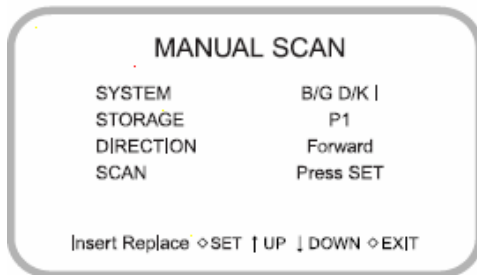 MANUAL SCAN
SYSTEM B/G D/K I
STORAGE P1
DIRECTION Forward
SCAN Press SET
Insert Replace ◇SET ↑UP ↓DOWN ◇EXIT